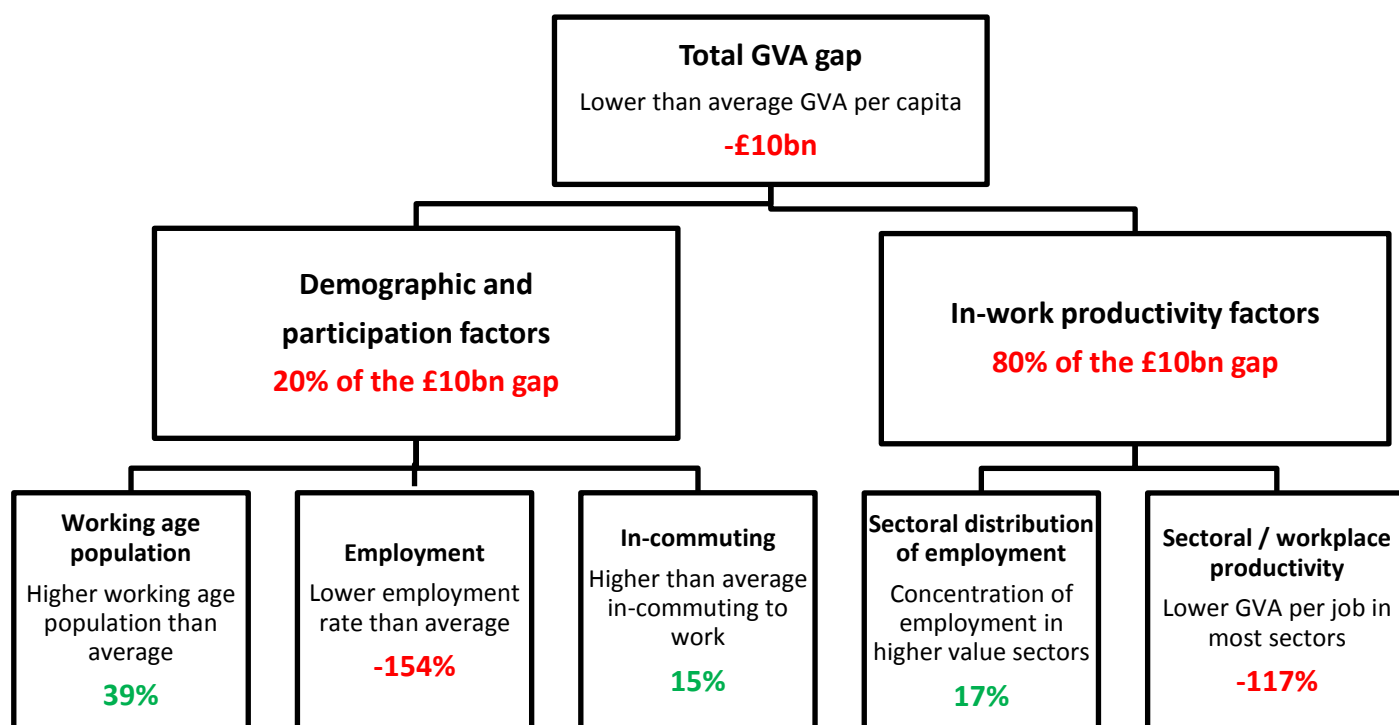 Total GVA gap
Lower than average GVA per capita
-£10bn
Demographic and
participation factors
20% of the £10bn gap
In-work productivity factors
80% of the £10bn gap
Working age
population
Higher working age
population than
average
39%
Employment
Lower employment
rate than average
-154%
In-commuting
Higher than average
in-commuting to
work
15%
Sectoral distribution
of employment
Concentration of
employment in
higher value sectors
17%
Sectoral / workplace
productivity
Lower GVA per job in
most sectors
-117%